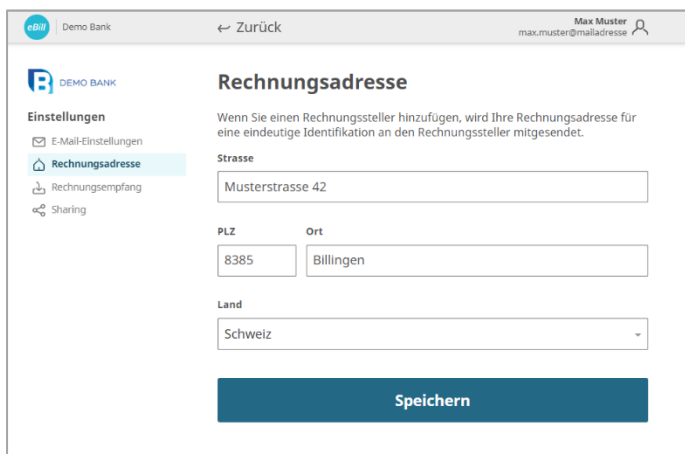 eBill Demo Bank
← Zurück
Max Muster
max.muster@mailadresse
DEMO BANK
Einstellungen
E-Mail-Einstellungen
Rechnungsadresse
Rechnungsempfang
Sharing
Rechnungsadresse
Wenn Sie einen Rechnungssteller hinzufügen, wird Ihre Rechnungsadresse für
eine eindeutige Identifikation an den Rechnungssteller mitgesendet.
Strasse
Musterstrasse 42
PLZ Ort
8385 Billingen
Land
Schweiz
Speichern